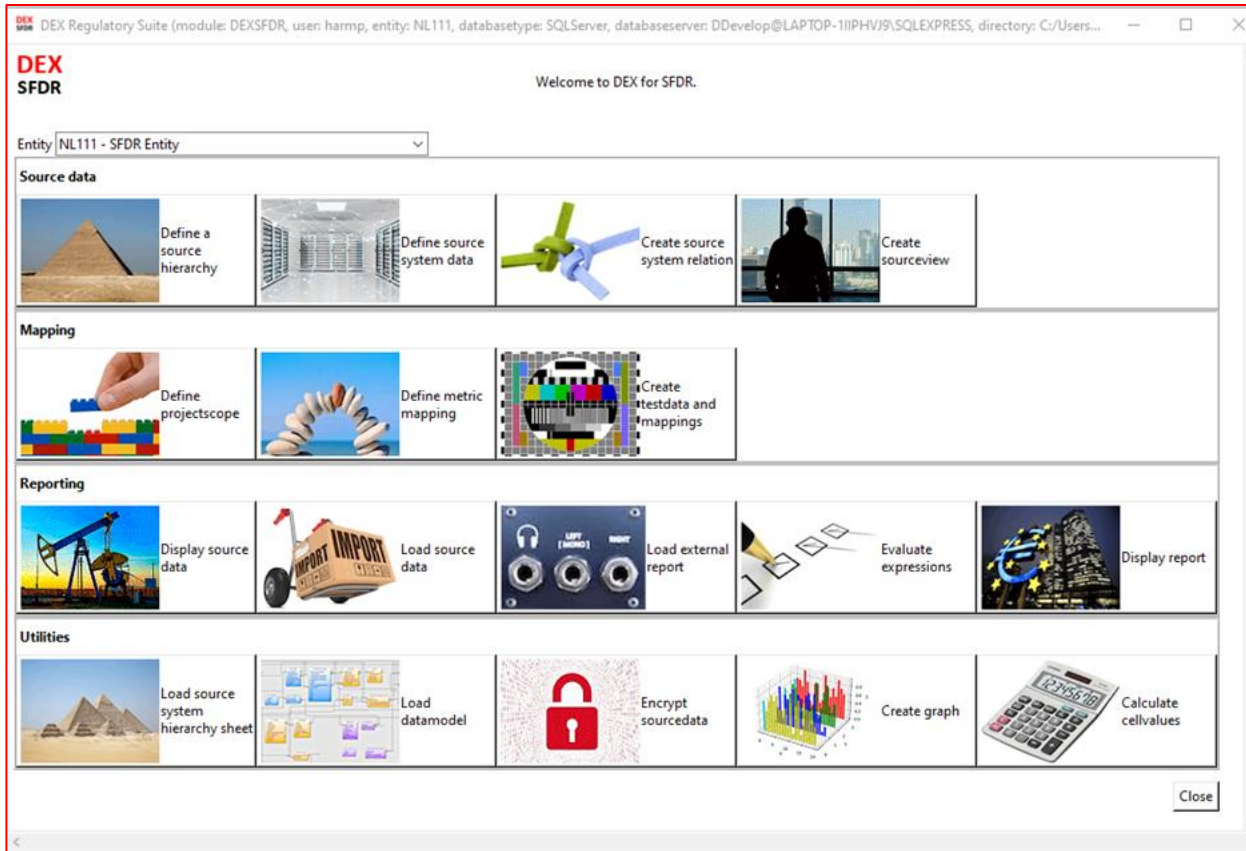 DEX SFDR DEX Regulatory Suite (module: DEXSFDR, user: harmp, entity: NL111, databasetype: SQLServer, databaseserver: DDevelop@LAPTOP-1IIPHVJ9\SQLEXPRESS, directory: C:/Users...
DEX
SFDR
Welcome to DEX for SFDR.
Entity NL111 - SFDR Entity
Source data
Define a
source
hierarchy
Define source
system data
Create source
system relation
Create
sourceview
Mapping
Define
projectscope
Define metric
mapping
Create
testdata and
mappings
Reporting
Display source
data
IMPORT
IMPORT
Load source
data
LEFT
(MONO)
RIGHT
Load external
report
Evaluate
expressions
Display report
Utilities
Load source
system
hierarchy sheet
Load
datamodel
Encrypt
sourcedata
Create graph
12345678
Calculate
cellvalues
Close